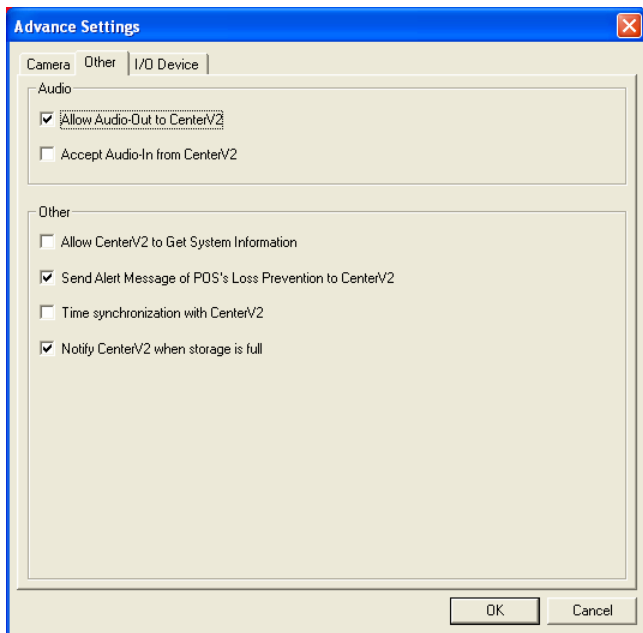 Advance Settings
Camera Other I/O Device
Audio
Allow Audio-Out to CenterV2
Accept Audio-In from CenterV2
Other
Allow CenterV2 to Get System Information
Send Alert Message of POS's Loss Prevention to CenterV2
Time synchronization with CenterV2
Notify CenterV2 when storage is full
OK Cancel